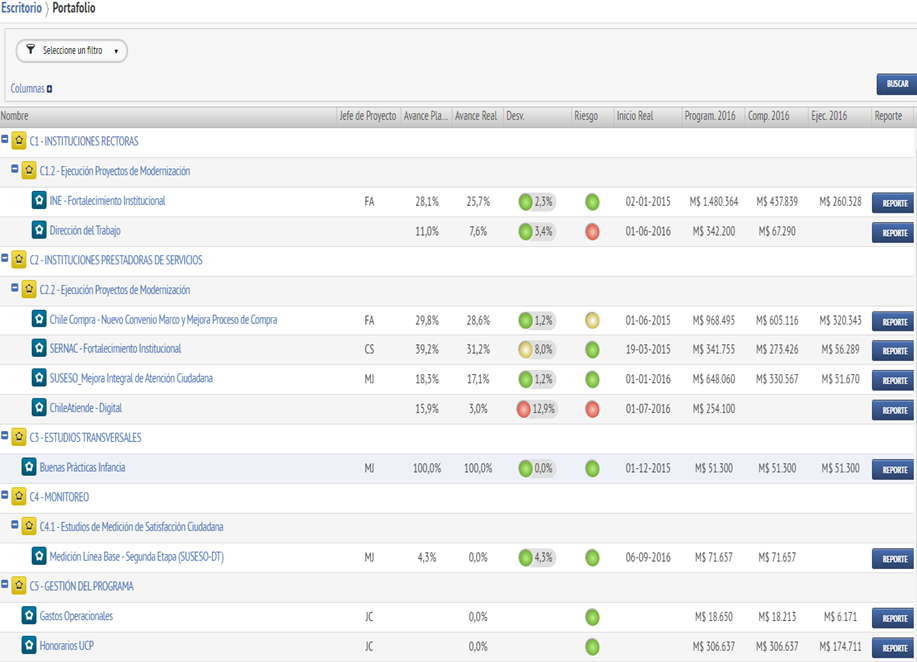 Escritorio 〉 Portafolio
Seleccione un filtro
Columnas
BUSCAR
Nombre Jefe de Proyecto Avance Pla... Avance Real Desv. Riesgo Inicio Real Program. 2016 Comp. 2016 Ejec. 2016 Reporte
C1 - INSTITUCIONES RECTORAS
C1.2 - Ejecución Proyectos de Modernización
INE - Fortalecimiento Institucional FA 28,1% 25,7% 2,3% 02-01-2015 M$ 1.480.364 M$ 437.839 M$ 260.328 REPORTE
Dirección del Trabajo 11,0% 7,6% 3,4% 01-06-2016 M$ 342.200 M$ 67.290 REPORTE
C2 - INSTITUCIONES PRESTADORAS DE SERVICIOS
C2.2 - Ejecución Proyectos de Modernización
Chile Compra - Nuevo Convenio Marco y Mejora Proceso de Compra FA 29,8% 28,6% 1,2% 01-06-2015 M$ 968.495 M$ 605.116 M$ 320.343 REPORTE
SERNAC - Fortalecimiento Institucional CS 39,2% 31,2% 8,0% 19-03-2015 M$ 341.755 M$ 273.426 M$ 56.289 REPORTE
SUSESO_Mejora Integral de Atención Ciudadana MJ 18,3% 17,1% 1,2% 01-01-2016 M$ 648.060 M$ 330.567 M$ 51.670 REPORTE
ChileAtiende - Digital 15,9% 3,0% 12,9% 01-07-2016 M$ 254.100 REPORTE
C3 - ESTUDIOS TRANSVERSALES
Buenas Prácticas Infancia MJ 100,0% 100,0% 0,0% 01-12-2015 M$ 51.300 M$ 51.300 M$ 51.300 REPORTE
C4 - MONITOREO
C4.1 - Estudios de Medición de Satisfacción Ciudadana
Medición Línea Base - Segunda Etapa (SUSESO-DT) MJ 4,3% 0,0% 4,3% 06-09-2016 M$ 71.657 M$ 71.657 REPORTE
C5 - GESTIÓN DEL PROGRAMA
Gastos Operacionales JC 0,0% M$ 18.650 M$ 18.213 M$ 6.171 REPORTE
Honorarios UCP JC 0,0% M$ 306.637 M$ 306.637 M$ 174.711 REPORTE